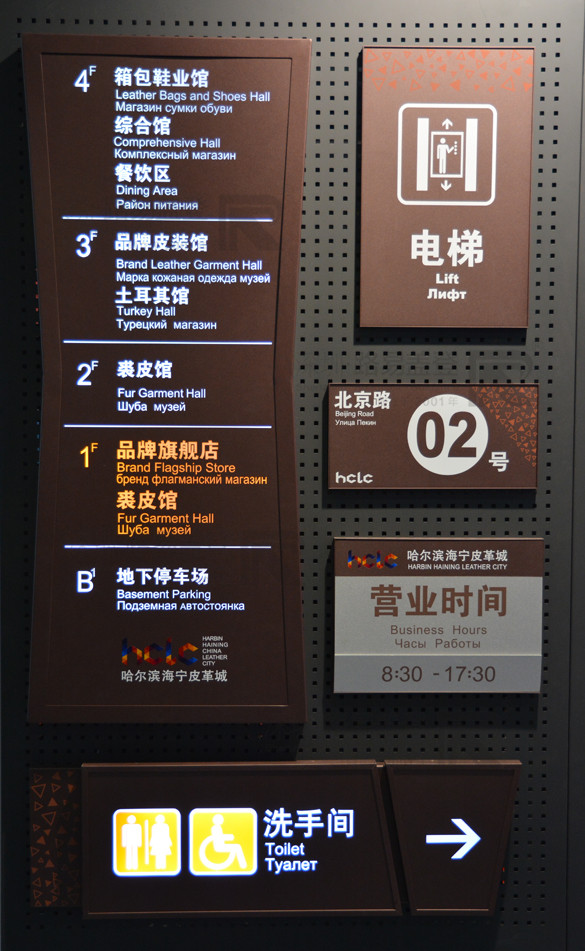 4F
箱包鞋业馆
Leather Bags and Shoes Hall
Магазин сумки обуви
综合馆
Comprehensive Hall
Комплексный магазин
餐饮区
Dining Area
Район питания
3F
品牌皮装馆
Brand Leather Garment Hall
Марка кожаная одежда музей
土耳其馆
Turkey Hall
Турецкий магазин
2F
裘皮馆
Fur Garment Hall
Шуба музей
1F
品牌旗舰店
Brand Flagship Store
бренд флагманский магазин
裘皮馆
Fur Garment Hall
Шуба музей
B1
地下停车场
Basement Parking
Подземная автостоянка
hclc
HARBIN
HAINING
CHINA
LEATHER
CITY
哈尔滨海宁皮革城
电梯
Lift
Лифт
北京路
Beijing Road
Улица Пекин
02号
hclc
hclc
哈尔滨海宁皮革城
HARBIN HAINING LEATHER CITY
营业时间
Business Hours
Часы Работы
8:30 - 17:30
洗手间
Toilet
Туалет